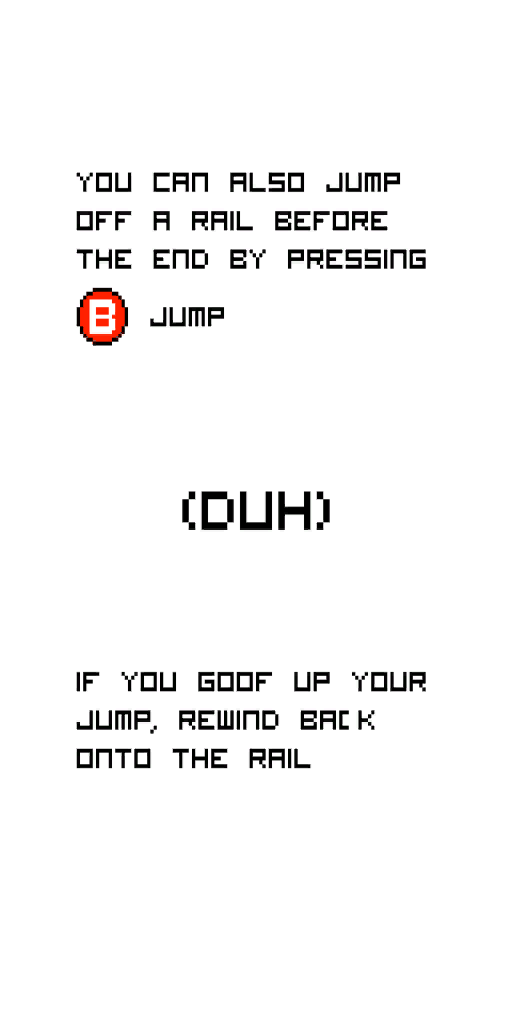 YOU CAN ALSO JUMP
OFF A RAIL BEFORE
THE END BY PRESSING
B JUMP
(DUH)
IF YOU GOOF UP YOUR
JUMP, REWIND BACK
ONTO THE RAIL